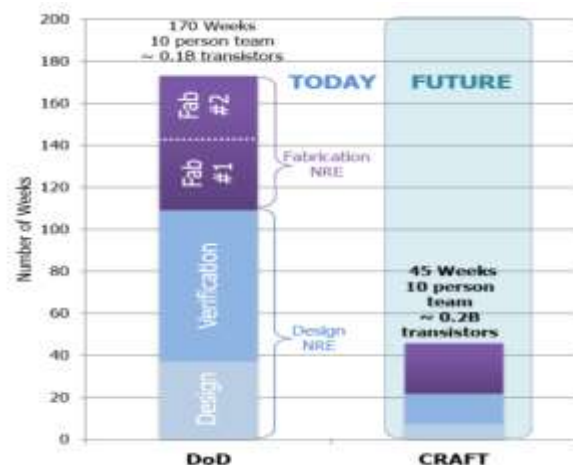 170 Weeks
10 person team
~ 0.1B transistors
TODAY
FUTURE
Number of Weeks
200
180
160
140
120
100
80
60
40
20
0
Fab #2
Fab #1
Verification
Design
Fabrication
NRE
Design
NRE
45 Weeks
10 person
team
~ 0.2B
transistors
DoD
CRAFT